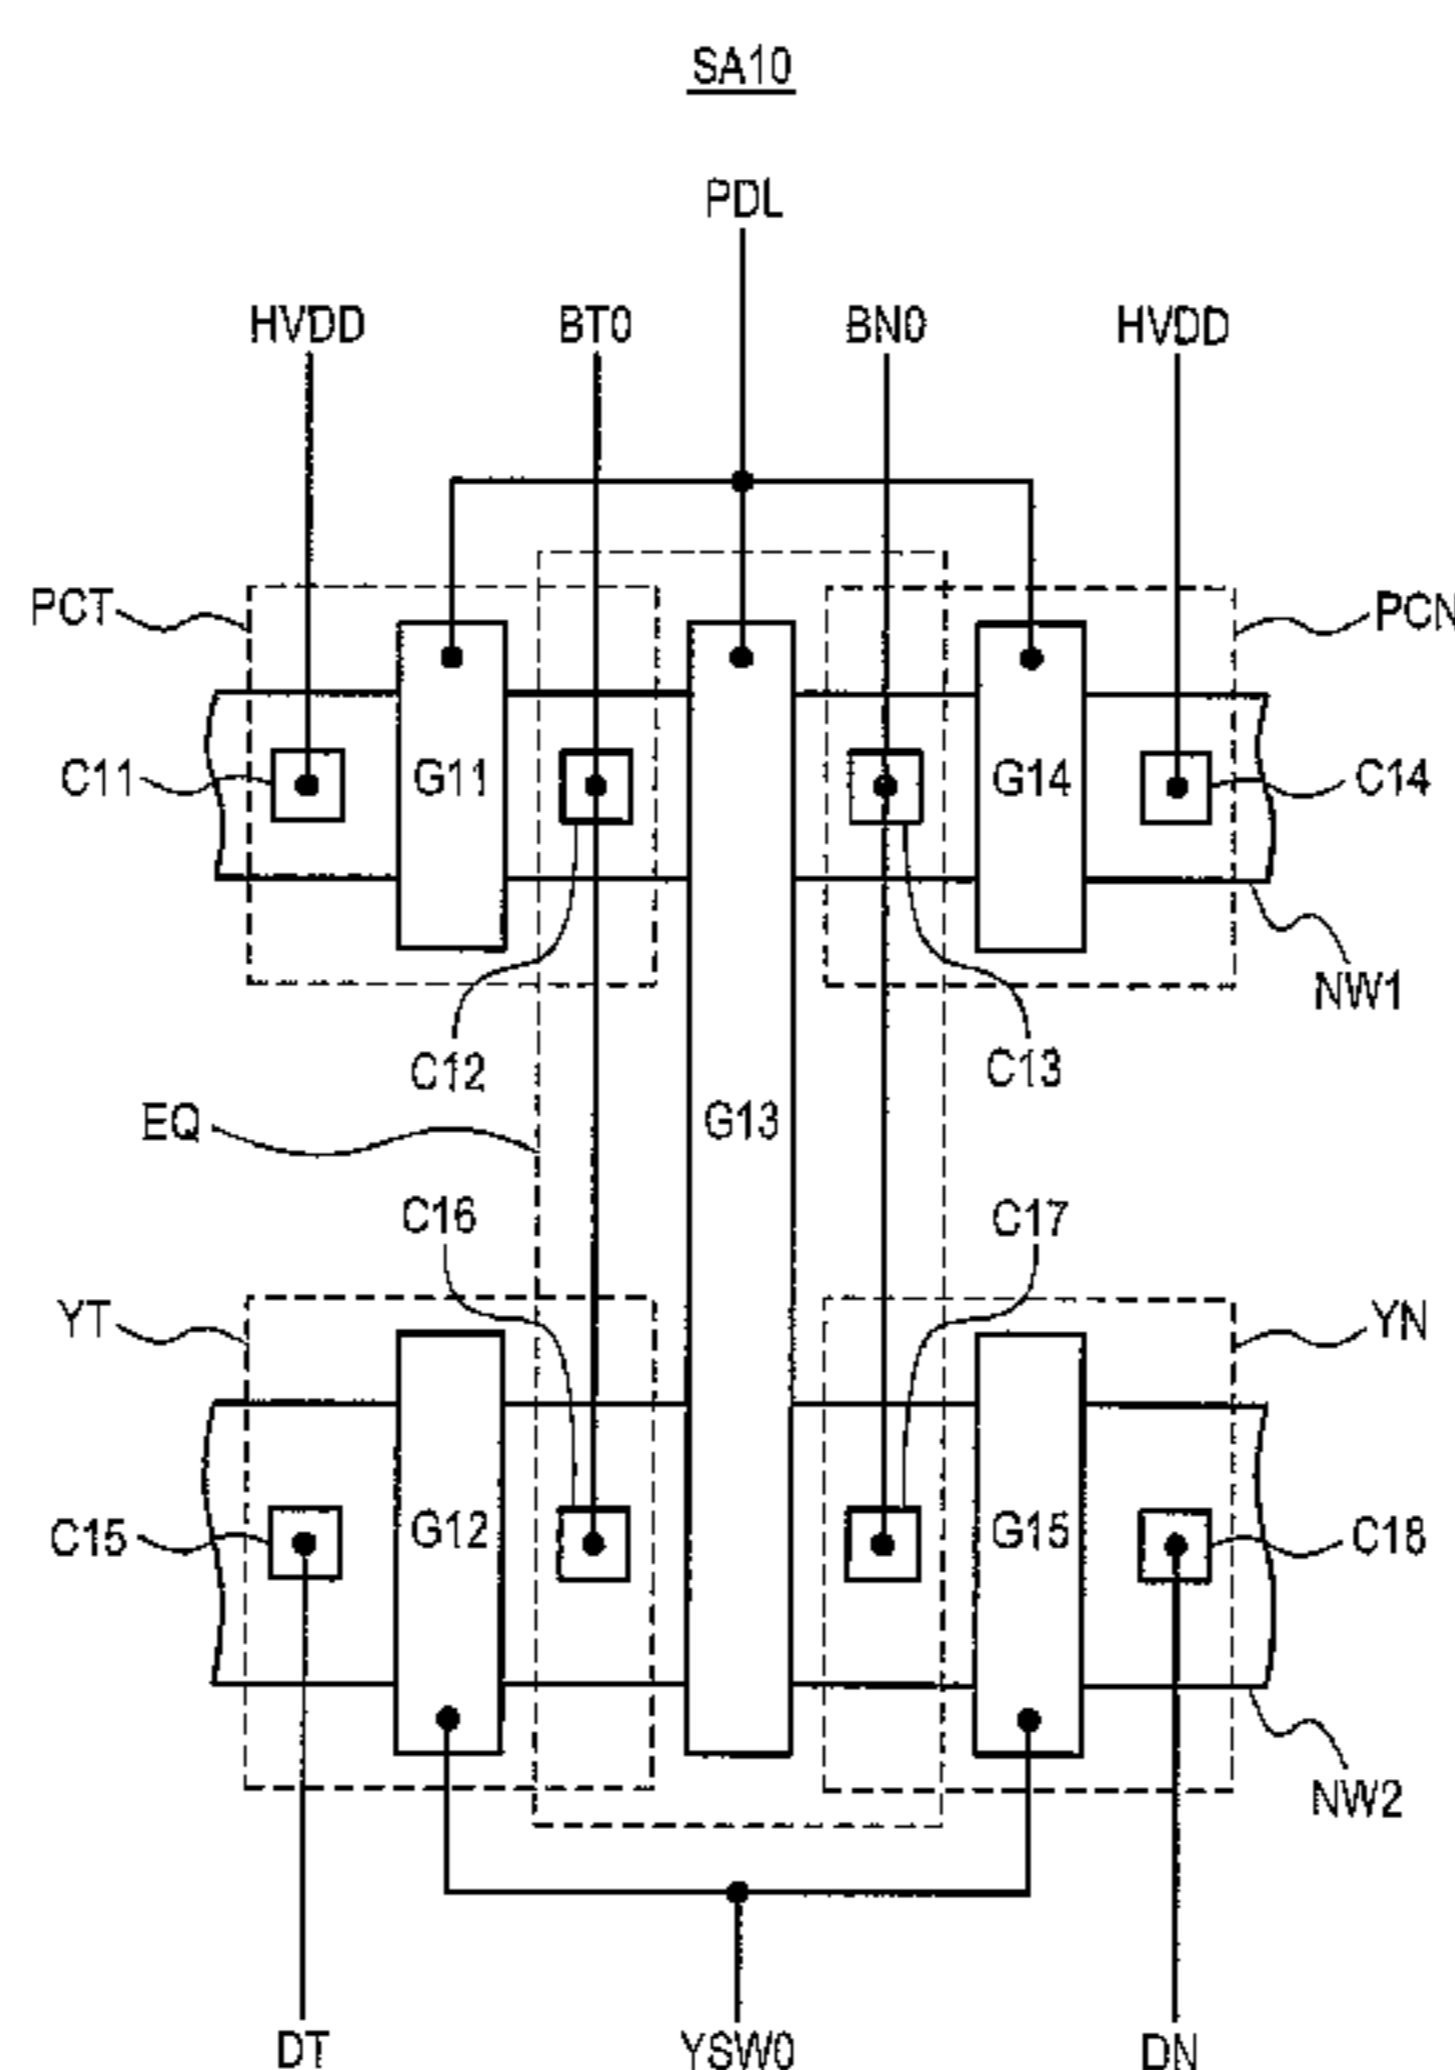 SA10
PDL
HVDD BT0 BN0 HVDD
PCT PCN
C11 G11 G14 C14
NW1
C12 C13
EQ G13
C16 C17
YT YN
C15 G12 G15 C18
NW2
DT YSW0 DN